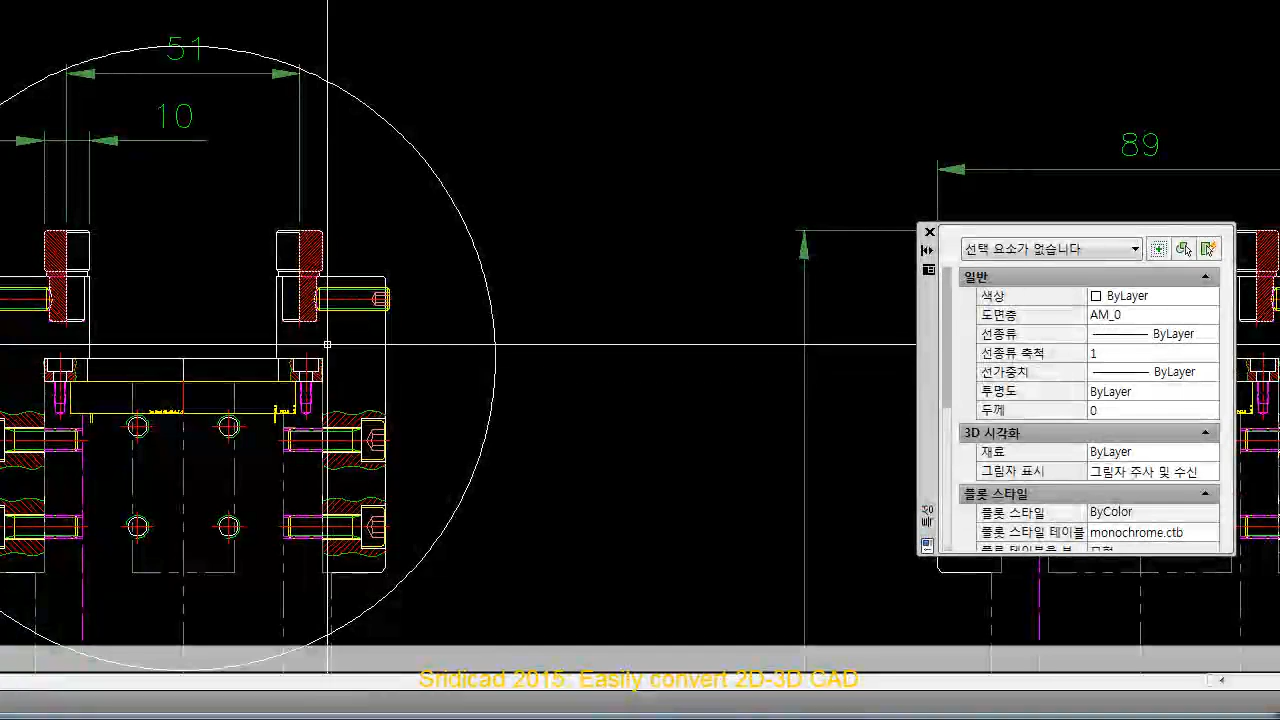 51
10
89
선택 요소가 없습니다
일반
색상 ByLayer
도면층 AM_0
선종류 ByLayer
선종류 축척 1
선가중치 ByLayer
투명도 ByLayer
두께 0
3D 시각화
재료 ByLayer
그림자 표시 그림자 주사 및 수신
플롯 스타일
플롯 스타일 ByColor
플롯 스타일 테이블 monochrome.ctb
Sridicad 2015: Easily convert 2D-3D CAD